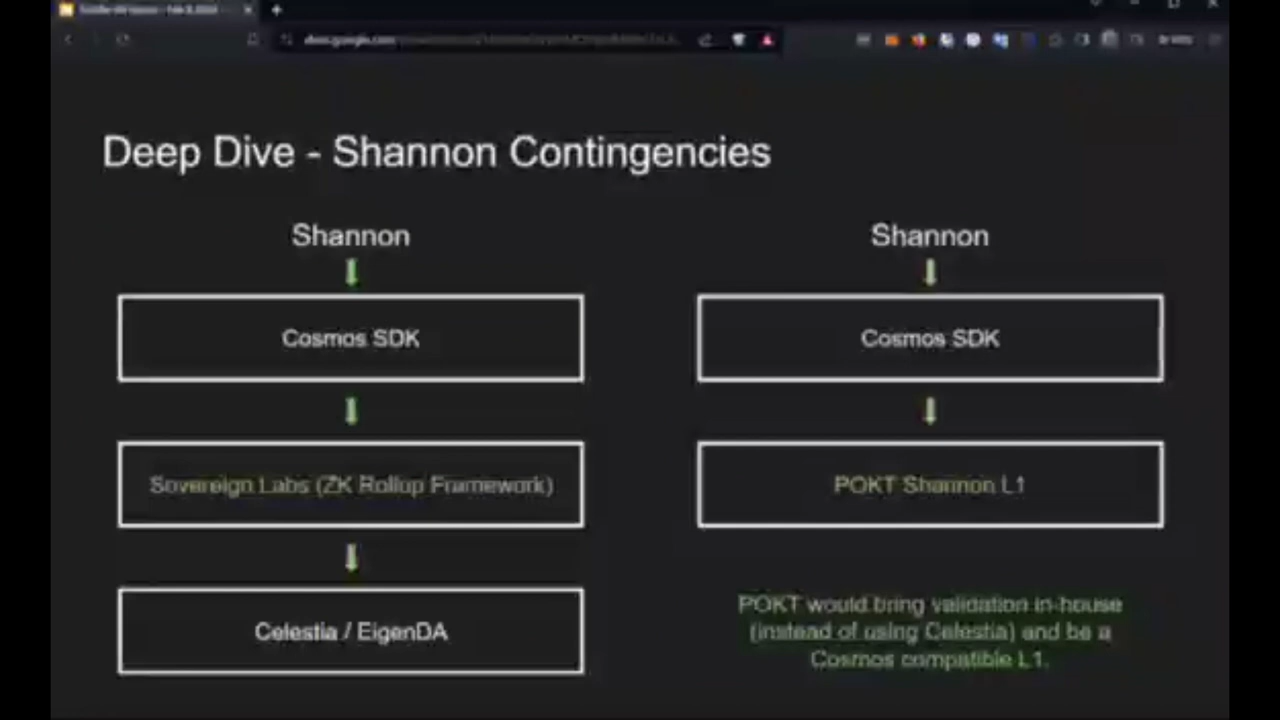 Deep Dive - Shannon Contingencies
Shannon
Cosmos SDK
Sovereign Labs (ZK Rollup Framework)
Celestia / EigenDA
Shannon
Cosmos SDK
POKT Shannon L1
POKT would bring validation in-house
(instead of using Celestia) and be a
Cosmos compatible L1.